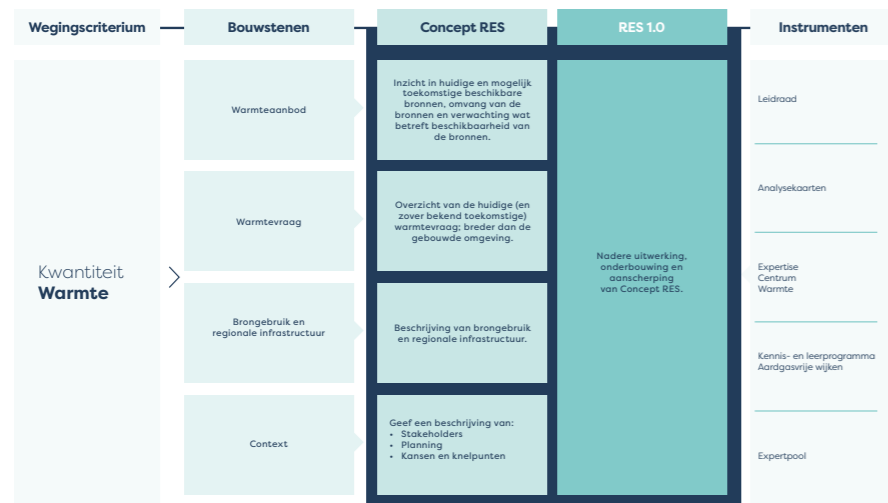 Wegingscriterium
Bouwstenen
Concept RES
RES 1.0
Instrumenten
Kwantiteit
Warmte
Warmteaanbod
Inzicht in huidige en mogelijk
toekomstige beschikbare
bronnen, omvang van de
bronnen en verwachting wat
betreft beschikbaarheid van
de bronnen.
Warmtevraag
Overzicht van de huidige (en
zover bekend toekomstige)
warmtevraag; breder dan de
gebouwde omgeving.
Brongebruik en
regionale infrastructuur
Beschrijving van brongebruik
en regionale infrastructuur.
Context
Geef een beschrijving van:
• Stakeholders
• Planning
• Kansen en knelpunten
Nadere uitwerking,
onderbouwing en
aanscherping
van Concept RES.
Leidraad
Analysekaarten
Expertise
Centrum
Warmte
Kennis- en leerprogramma
Aardgasvrije wijken
Expertpool